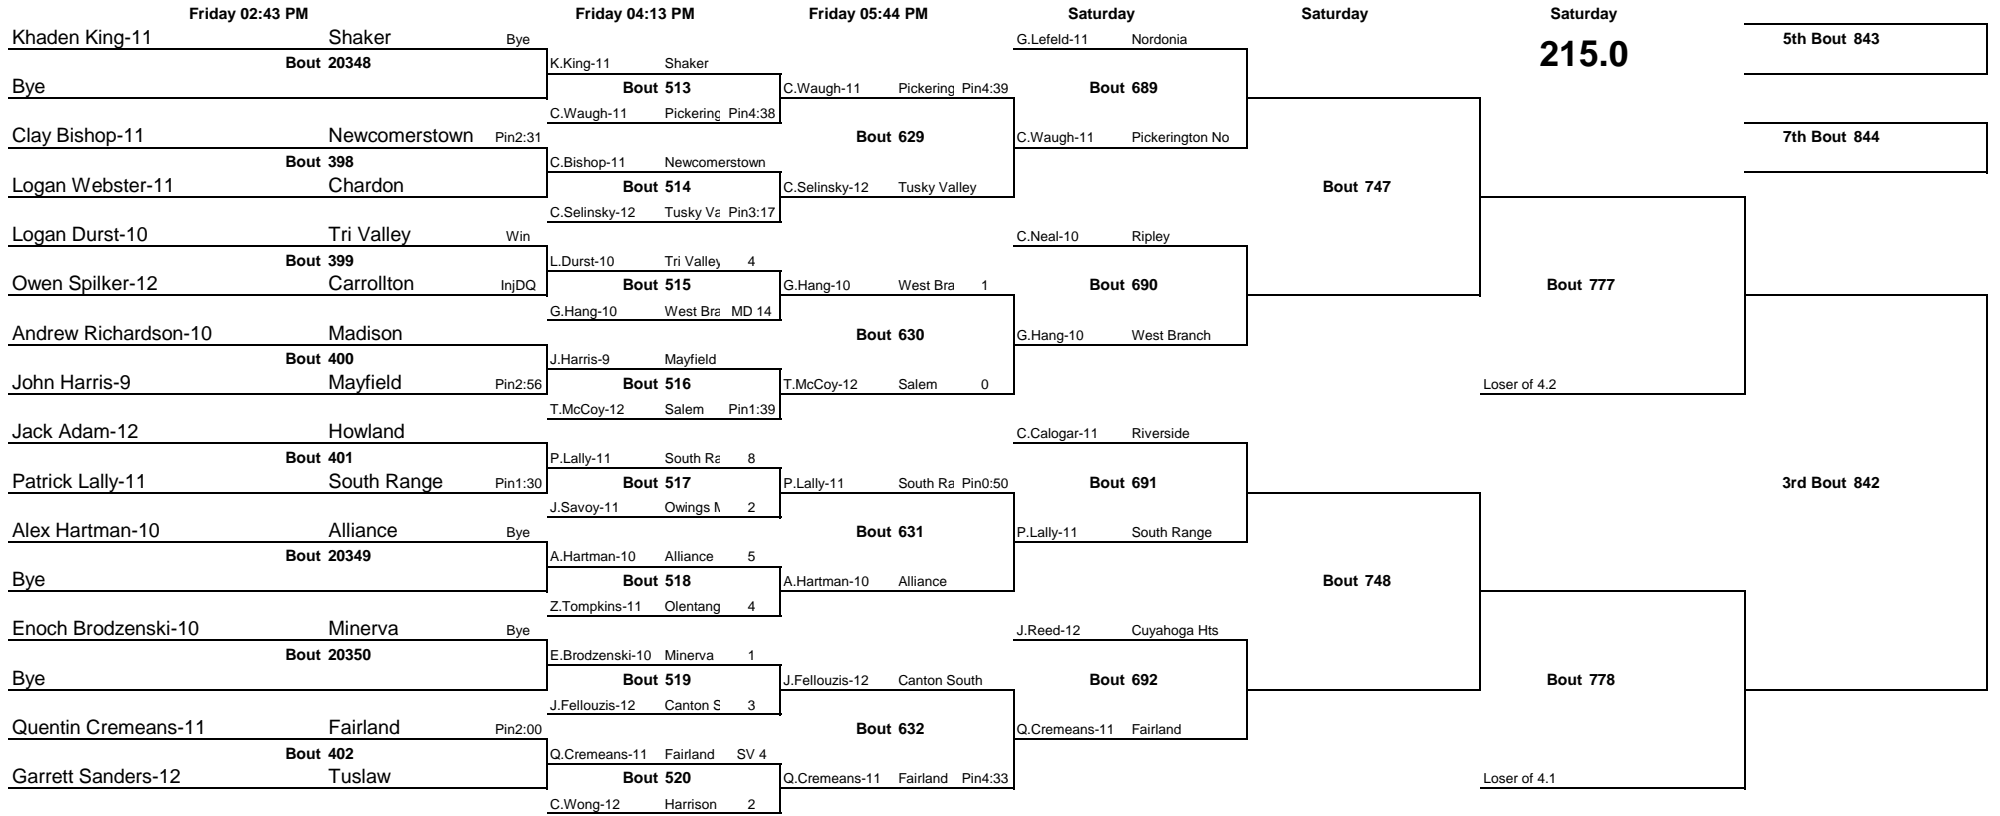 Friday 02:43 PM Friday 04:13 PM Friday 05:44 PM Saturday Saturday Saturday
215.0
Khaden King-11 Shaker Bye
Bout 20348
Bye
Clay Bishop-11 Newcomerstown Pin2:31
Bout 398
Logan Webster-11 Chardon
Logan Durst-10 Tri Valley Win
Bout 399
Owen Spilker-12 Carrollton InjDQ
Andrew Richardson-10 Madison
Bout 400
John Harris-9 Mayfield Pin2:56
Jack Adam-12 Howland
Bout 401
Patrick Lally-11 South Range Pin1:30
Alex Hartman-10 Alliance Bye
Bout 20349
Bye
Enoch Brodzenski-10 Minerva Bye
Bout 20350
Bye
Quentin Cremeans-11 Fairland Pin2:00
Bout 402
Garrett Sanders-12 Tuslaw
K.King-11 Shaker
Bout 513
C.Waugh-11 Pickering Pin4:38
C.Bishop-11 Newcomerstown
Bout 514
C.Selinsky-12 Tusky Va Pin3:17
L.Durst-10 Tri Valley 4
Bout 515
G.Hang-10 West Bra MD 14
J.Harris-9 Mayfield
Bout 516
T.McCoy-12 Salem Pin1:39
P.Lally-11 South Ra 8
Bout 517
J.Savoy-11 Owings M 2
A.Hartman-10 Alliance 5
Bout 518
Z.Tompkins-11 Olentang 4
E.Brodzenski-10 Minerva 1
Bout 519
J.Fellouzis-12 Canton S 3
Q.Cremeans-11 Fairland SV 4
Bout 520
C.Wong-12 Harrison 2
C.Waugh-11 Pickering Pin4:39
Bout 629
C.Selinsky-12 Tusky Valley
G.Hang-10 West Bra 1
Bout 630
T.McCoy-12 Salem 0
P.Lally-11 South Ra Pin0:50
Bout 631
A.Hartman-10 Alliance
J.Fellouzis-12 Canton South
Bout 632
Q.Cremeans-11 Fairland Pin4:33
G.Lefeld-11 Nordonia
Bout 689
C.Waugh-11 Pickerington No
C.Neal-10 Ripley
Bout 690
G.Hang-10 West Branch
C.Calogar-11 Riverside
Bout 691
P.Lally-11 South Range
J.Reed-12 Cuyahoga Hts
Bout 692
Q.Cremeans-11 Fairland
Bout 747
Bout 748
Bout 777
Loser of 4.2
Bout 778
Loser of 4.1
5th Bout 843
7th Bout 844
3rd Bout 842